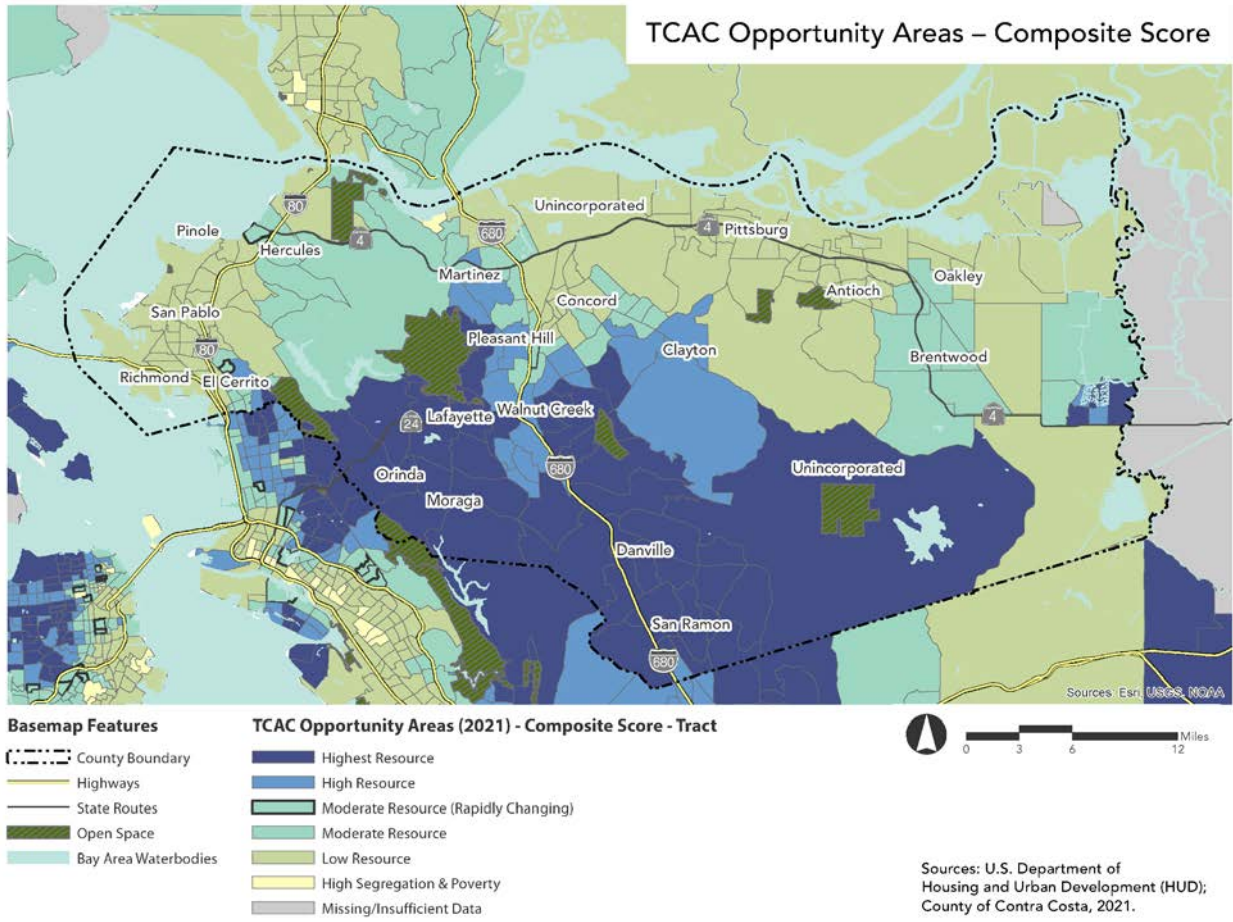 TCAC Opportunity Areas – Composite Score
80
Unincorporated
Pinole
680
4
Pittsburg
Hercules
4
Martinez
Oakley
Antioch
San Pablo
Concord
80
Pleasant Hill
Clayton
Brentwood
Richmond
El Cerrito
Walnut Creek
Lafayette
4
24
680
Unincorporated
Orinda
Moraga
Danville
San Ramon
680
Sources: Esri, USGS, NOAA
Basemap Features
County Boundary
Highways
State Routes
Open Space
Bay Area Waterbodies
TCAC Opportunity Areas (2021) - Composite Score - Tract
Highest Resource
High Resource
Moderate Resource (Rapidly Changing)
Moderate Resource
Low Resource
High Segregation & Poverty
Missing/Insufficient Data
Miles
0 3 6 12
Sources: U.S. Department of
Housing and Urban Development (HUD);
County of Contra Costa, 2021.